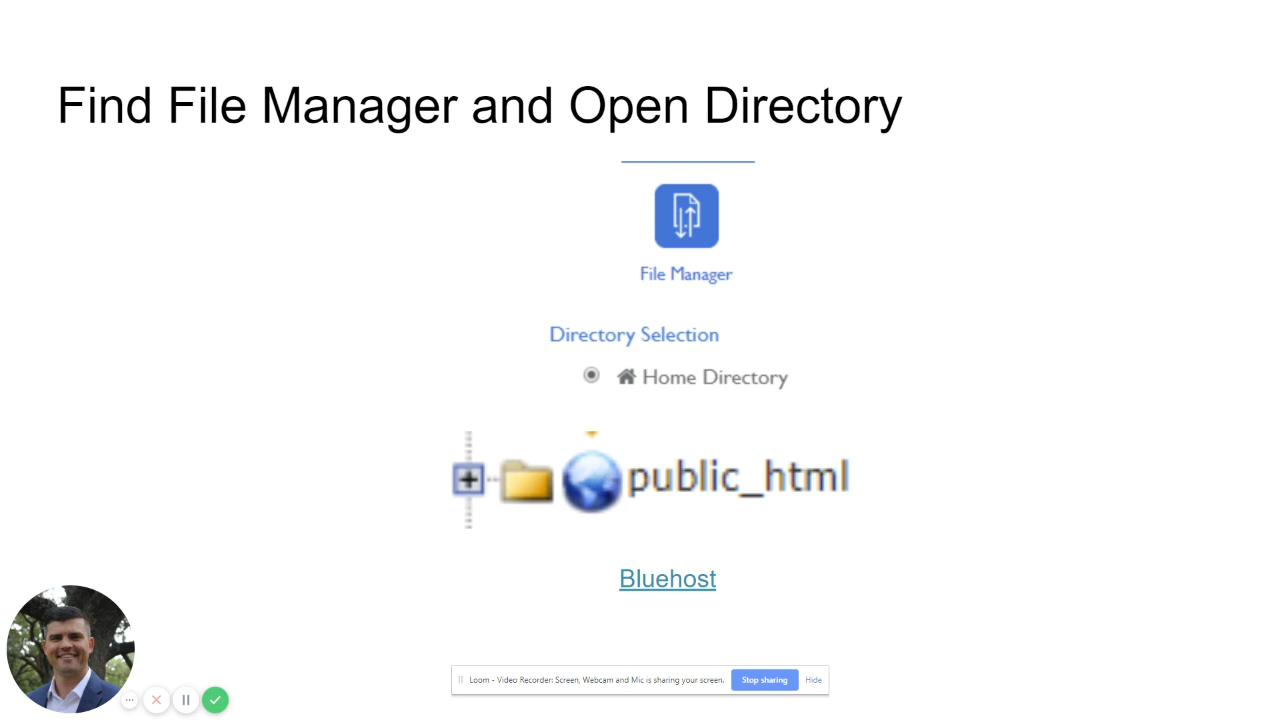 Find File Manager and Open Directory
File Manager
Directory Selection
Home Directory
public_html
Bluehost
Loom - Video Recorder: Screen, Webcam and Mic is sharing your screen. Stop sharing Hide